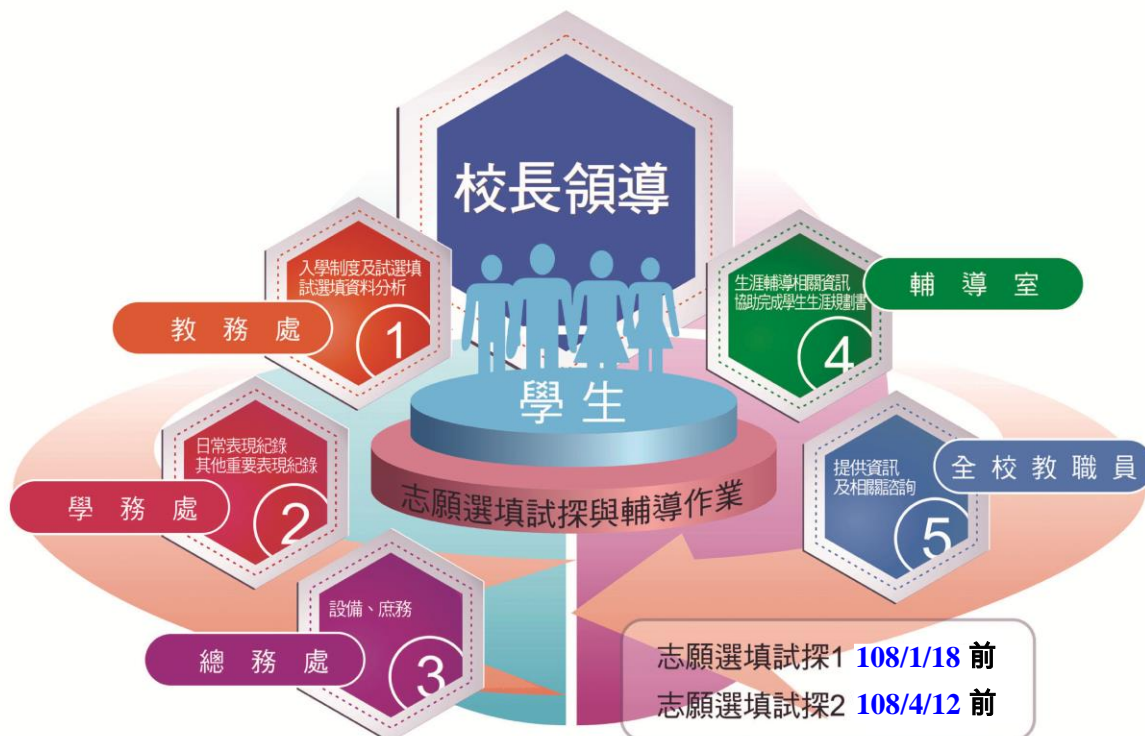 校長領導
入學制度及試選填
試選填資料分析
1
教務處
日常表現紀錄
其他重要表現紀錄
2
學務處
設備、庶務
3
總務處
生涯輔導相關資訊
協助完成學生生涯規劃書
4
輔導室
提供資訊
及相關諮詢
5
全校教職員
學生
志願選填試探與輔導作業
志願選填試探1 108/1/18 前
志願選填試探2 108/4/12 前